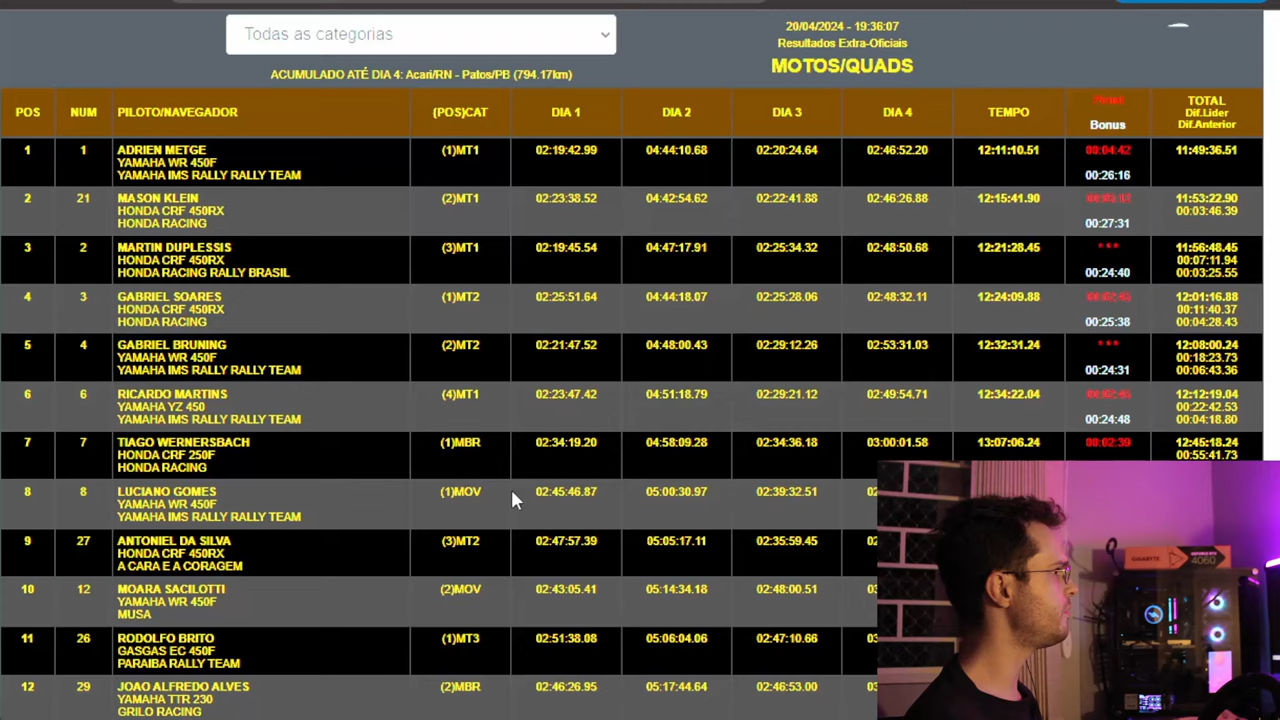 Todas as categorias
20/04/2024 - 19:36:07
Resultados Extra-Oficiais
ACUMULADO ATÉ DIA 4: Acari/RN - Patos/PB (794.17km)
MOTOS/QUADS
POS NUM PILOTO/NAVEGADOR (POS)CAT DIA 1 DIA 2 DIA 3 DIA 4 TEMPO Bonus TOTAL
Dif.Lider
Dif.Anterior
1 1 ADRIEN METGE (1)MT1 02:19:42.99 04:44:10.68 02:20:24.64 02:46:52.20 12:11:10.51 00:04:42 11:49:36.51
YAMAHA WR 450F
YAMAHA IMS RALLY RALLY TEAM 00:26:16
2 21 MASON KLEIN (2)MT1 02:23:38.52 04:42:54.62 02:22:41.88 02:46:26.88 12:15:41.90 11:53:22.90
HONDA CRF 450RX 00:03:46.39
HONDA RACING 00:27:31
3 2 MARTIN DUPLESSIS (3)MT1 02:19:45.54 04:47:17.91 02:25:34.32 02:48:50.68 12:21:28.45 * * * 11:56:48.45
HONDA CRF 450RX 00:07:11.94
HONDA RACING RALLY BRASIL 00:24:40 00:03:25.55
4 3 GABRIEL SOARES (1)MT2 02:25:51.64 04:44:18.07 02:25:28.06 02:48:32.11 12:24:09.88 12:01:16.88
HONDA CRF 450RX 00:11:40.37
HONDA RACING 00:25:38 00:04:28.43
5 4 GABRIEL BRUNING (2)MT2 02:21:47.52 04:48:00.43 02:29:12.26 02:53:31.03 12:32:31.24 * * * 12:08:00.24
YAMAHA WR 450F 00:18:23.73
YAMAHA IMS RALLY RALLY TEAM 00:24:31 00:06:43.36
6 6 RICARDO MARTINS (4)MT1 02:23:47.42 04:51:18.79 02:29:21.12 02:49:54.71 12:34:22.04 12:12:19.04
YAMAHA YZ 450 00:22:42.53
YAMAHA IMS RALLY RALLY TEAM 00:24:48 00:04:18.80
7 7 TIAGO WERNERSBACH (1)MBR 02:34:19.20 04:58:09.28 02:34:36.18 03:00:01.58 13:07:06.24 00:02:39 12:45:18.24
HONDA CRF 250F 00:55:41.73
HONDA RACING
8 8 LUCIANO GOMES (1)MOV 02:45:46.87 05:00:30.97 02:39:32.51
YAMAHA WR 450F
YAMAHA IMS RALLY RALLY TEAM
9 27 ANTONIEL DA SILVA (3)MT2 02:47:57.39 05:05:17.11 02:35:59.45
HONDA CRF 450RX
A CARA E A CORAGEM
10 12 MOARA SACILOTTI (2)MOV 02:43:05.41 05:14:34.18 02:48:00.51
YAMAHA WR 450F
MUSA
11 26 RODOLFO BRITO (1)MT3 02:51:38.08 05:06:04.06 02:47:10.66
GASGAS EC 450F
PARAIBA RALLY TEAM
12 29 JOAO ALFREDO ALVES (2)MBR 02:46:26.95 05:17:44.64 02:46:53.00
YAMAHA TTR 230
GRILO RACING
GIGABYTE
4060